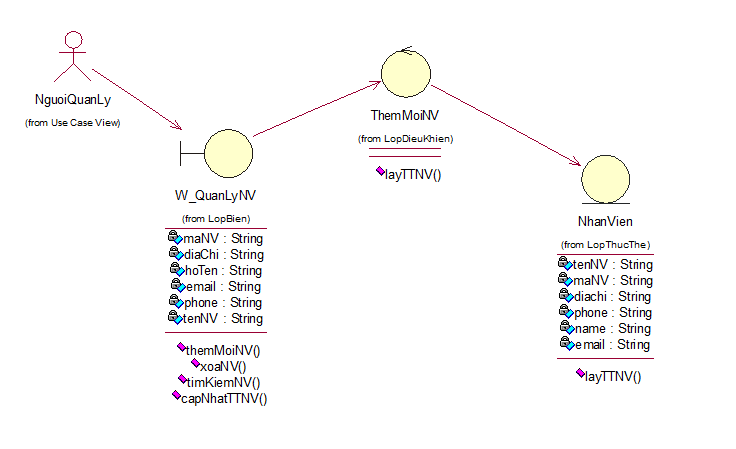 NguoiQuanLy
(from Use Case View)
W_QuanLyNV
(from LopBien)
maNV : String
diaChi : String
hoTen : String
email : String
phone : String
tenNV : String
themMoiNV()
xoaNV()
timKiemNV()
capNhatTTNV()
ThemMoiNV
(from LopDieuKhien)
layTTNV()
NhanVien
(from LopThucThe)
tenNV : String
maNV : String
diachi : String
phone : String
name : String
email : String
layTTNV()